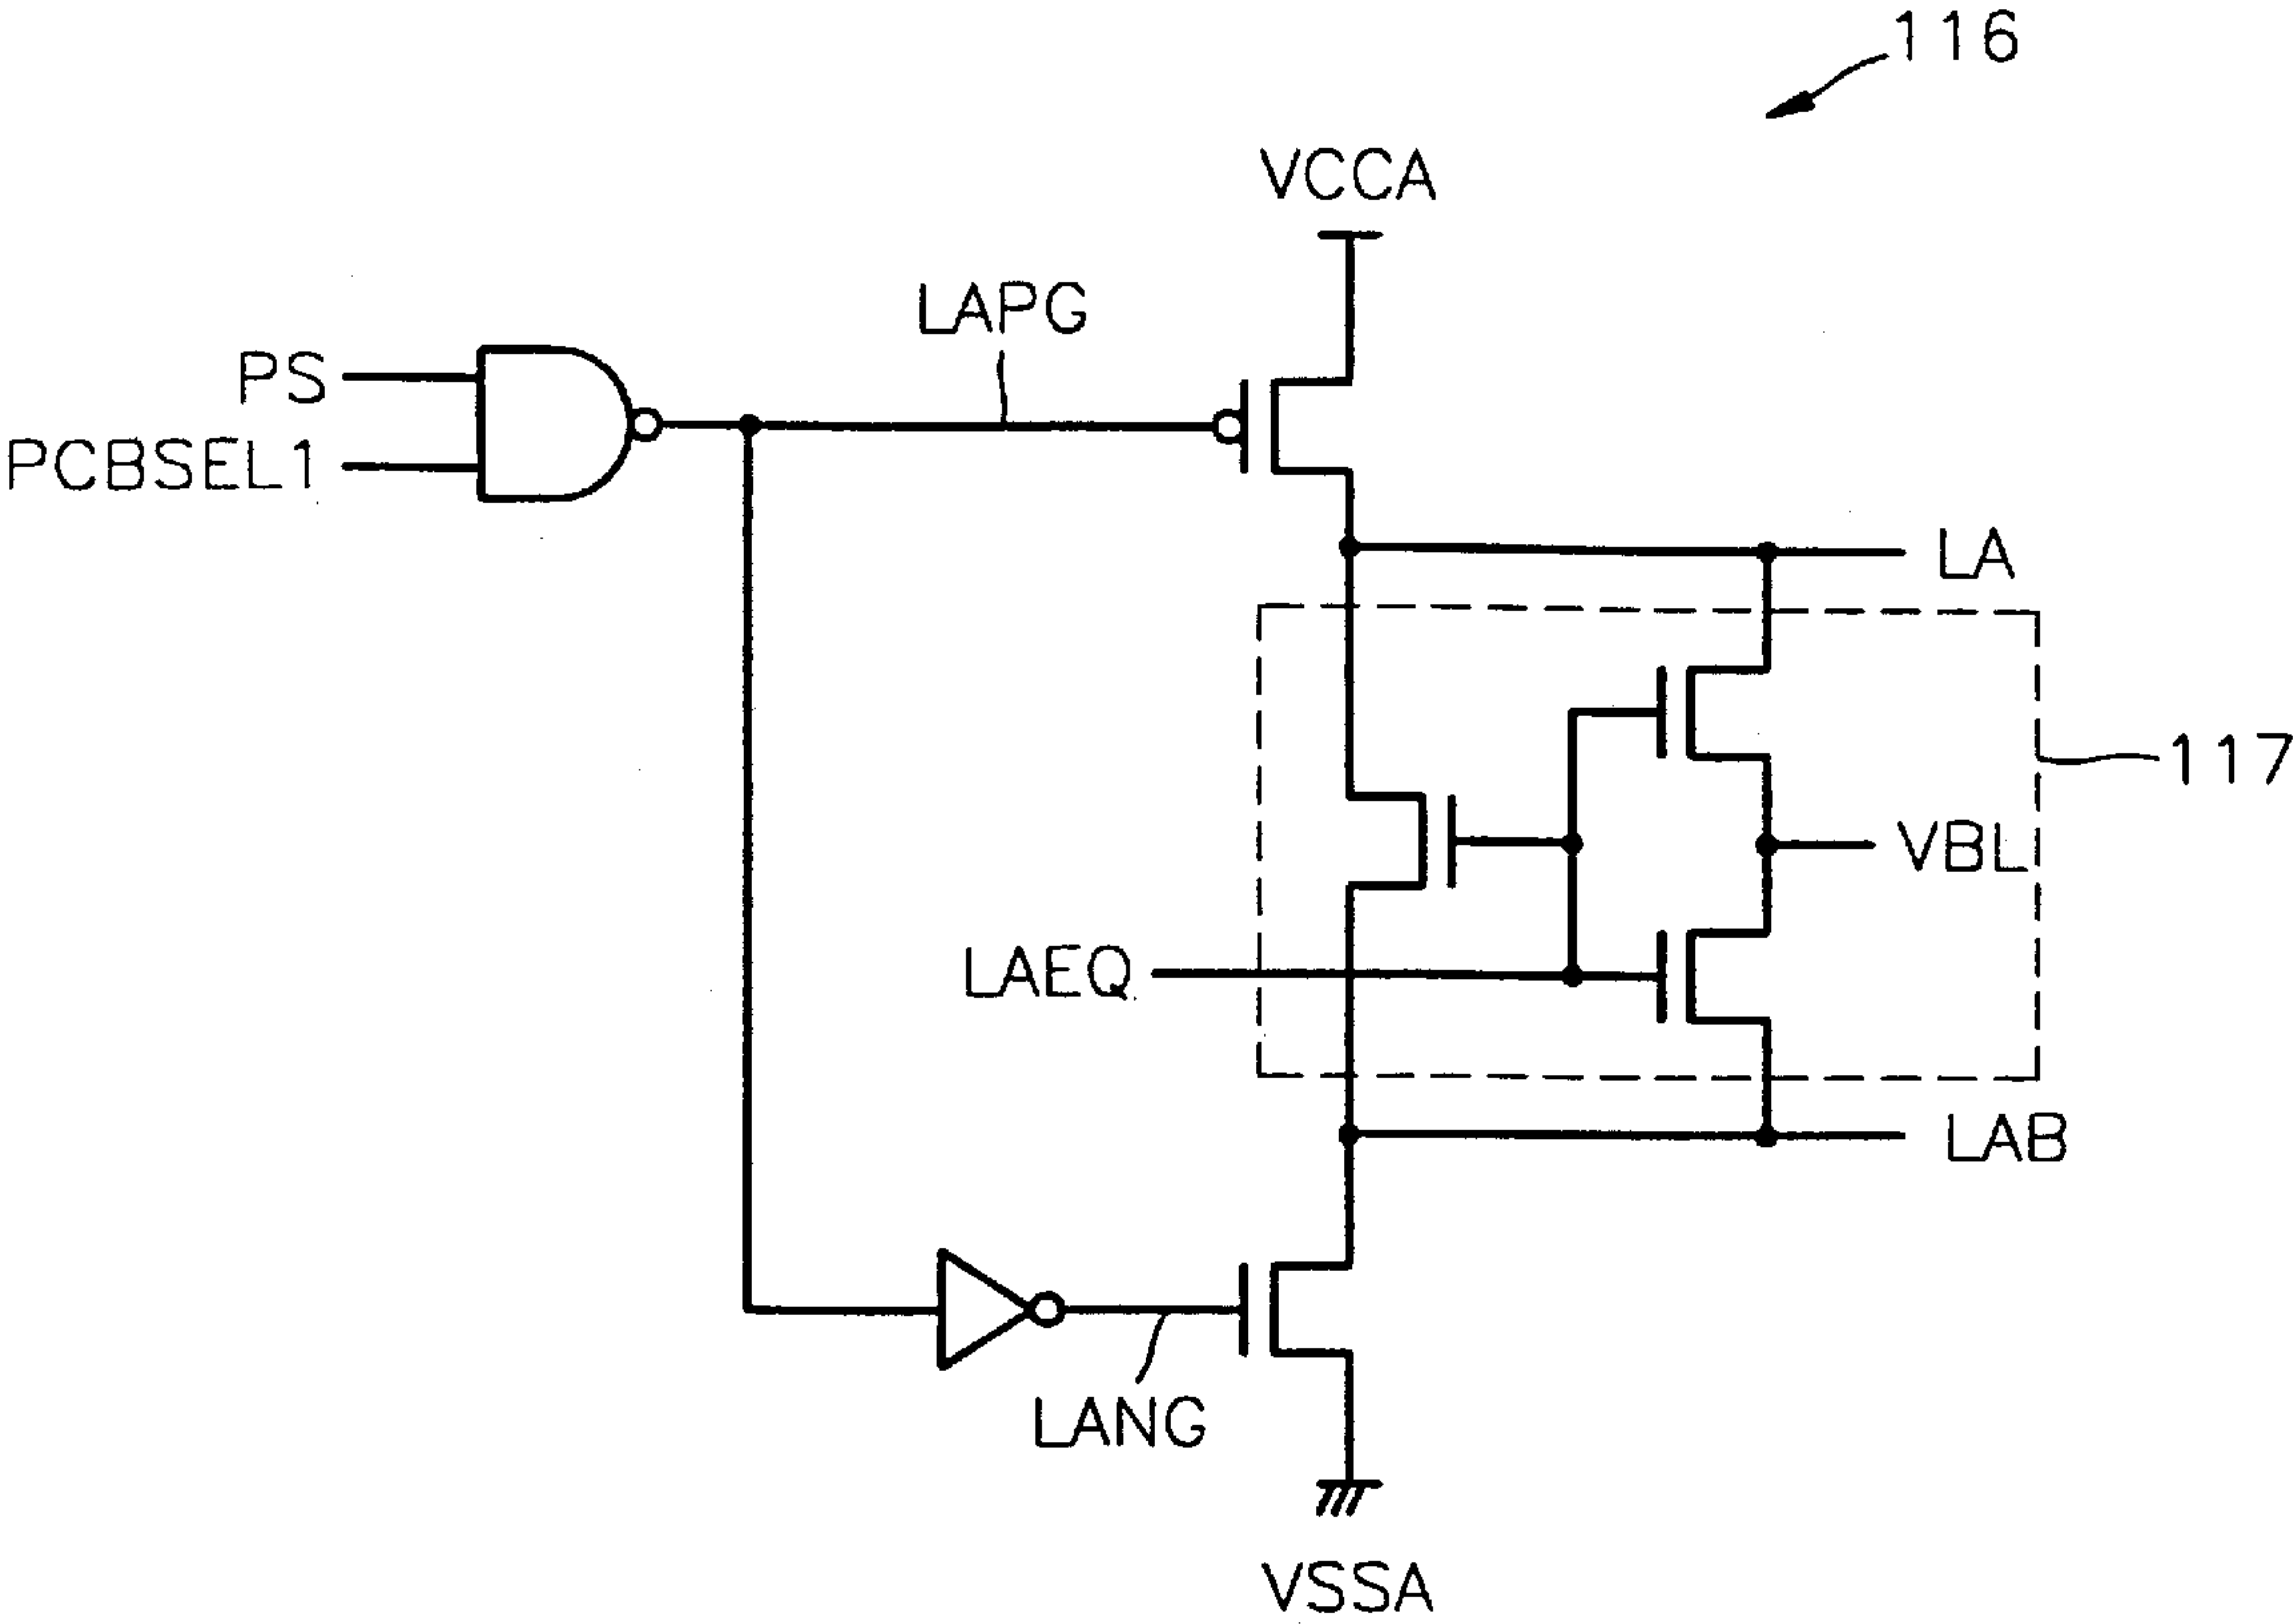 116
VCCA
LAPG
PS
PCBSEL1
LA
117
VBL
LAEQ
LAB
LANG
VSSA